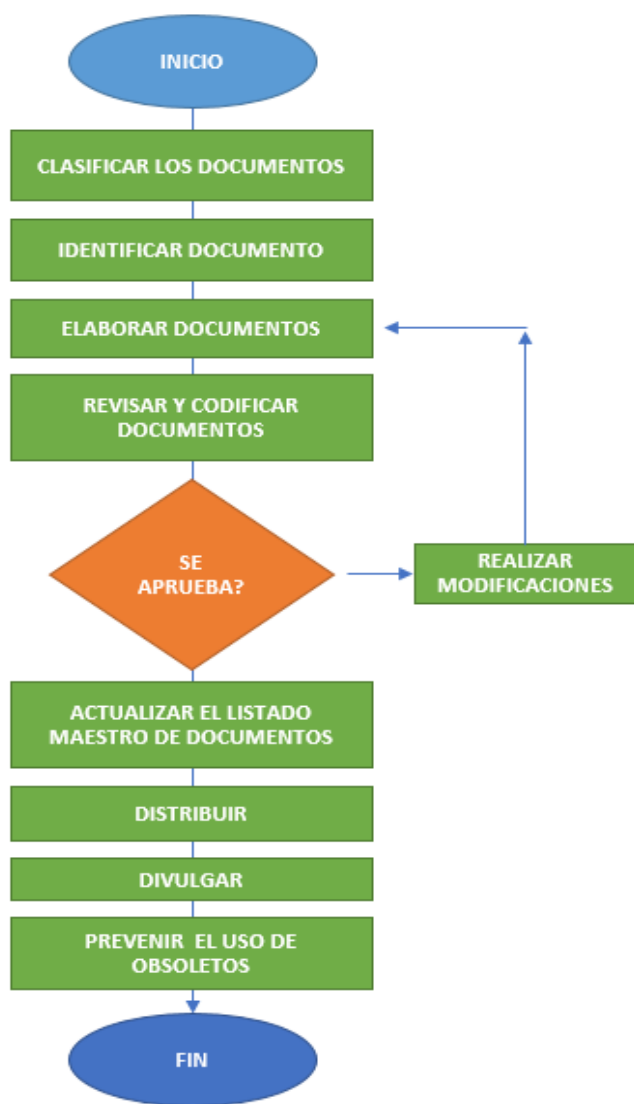 INICIO
CLASIFICAR LOS DOCUMENTOS
IDENTIFICAR DOCUMENTO
ELABORAR DOCUMENTOS
REVISAR Y CODIFICAR
DOCUMENTOS
SE
APRUEBA?
REALIZAR
MODIFICACIONES
ACTUALIZAR EL LISTADO
MAESTRO DE DOCUMENTOS
DISTRIBUIR
DIVULGAR
PREVENIR EL USO DE
OBSOLETOS
FIN